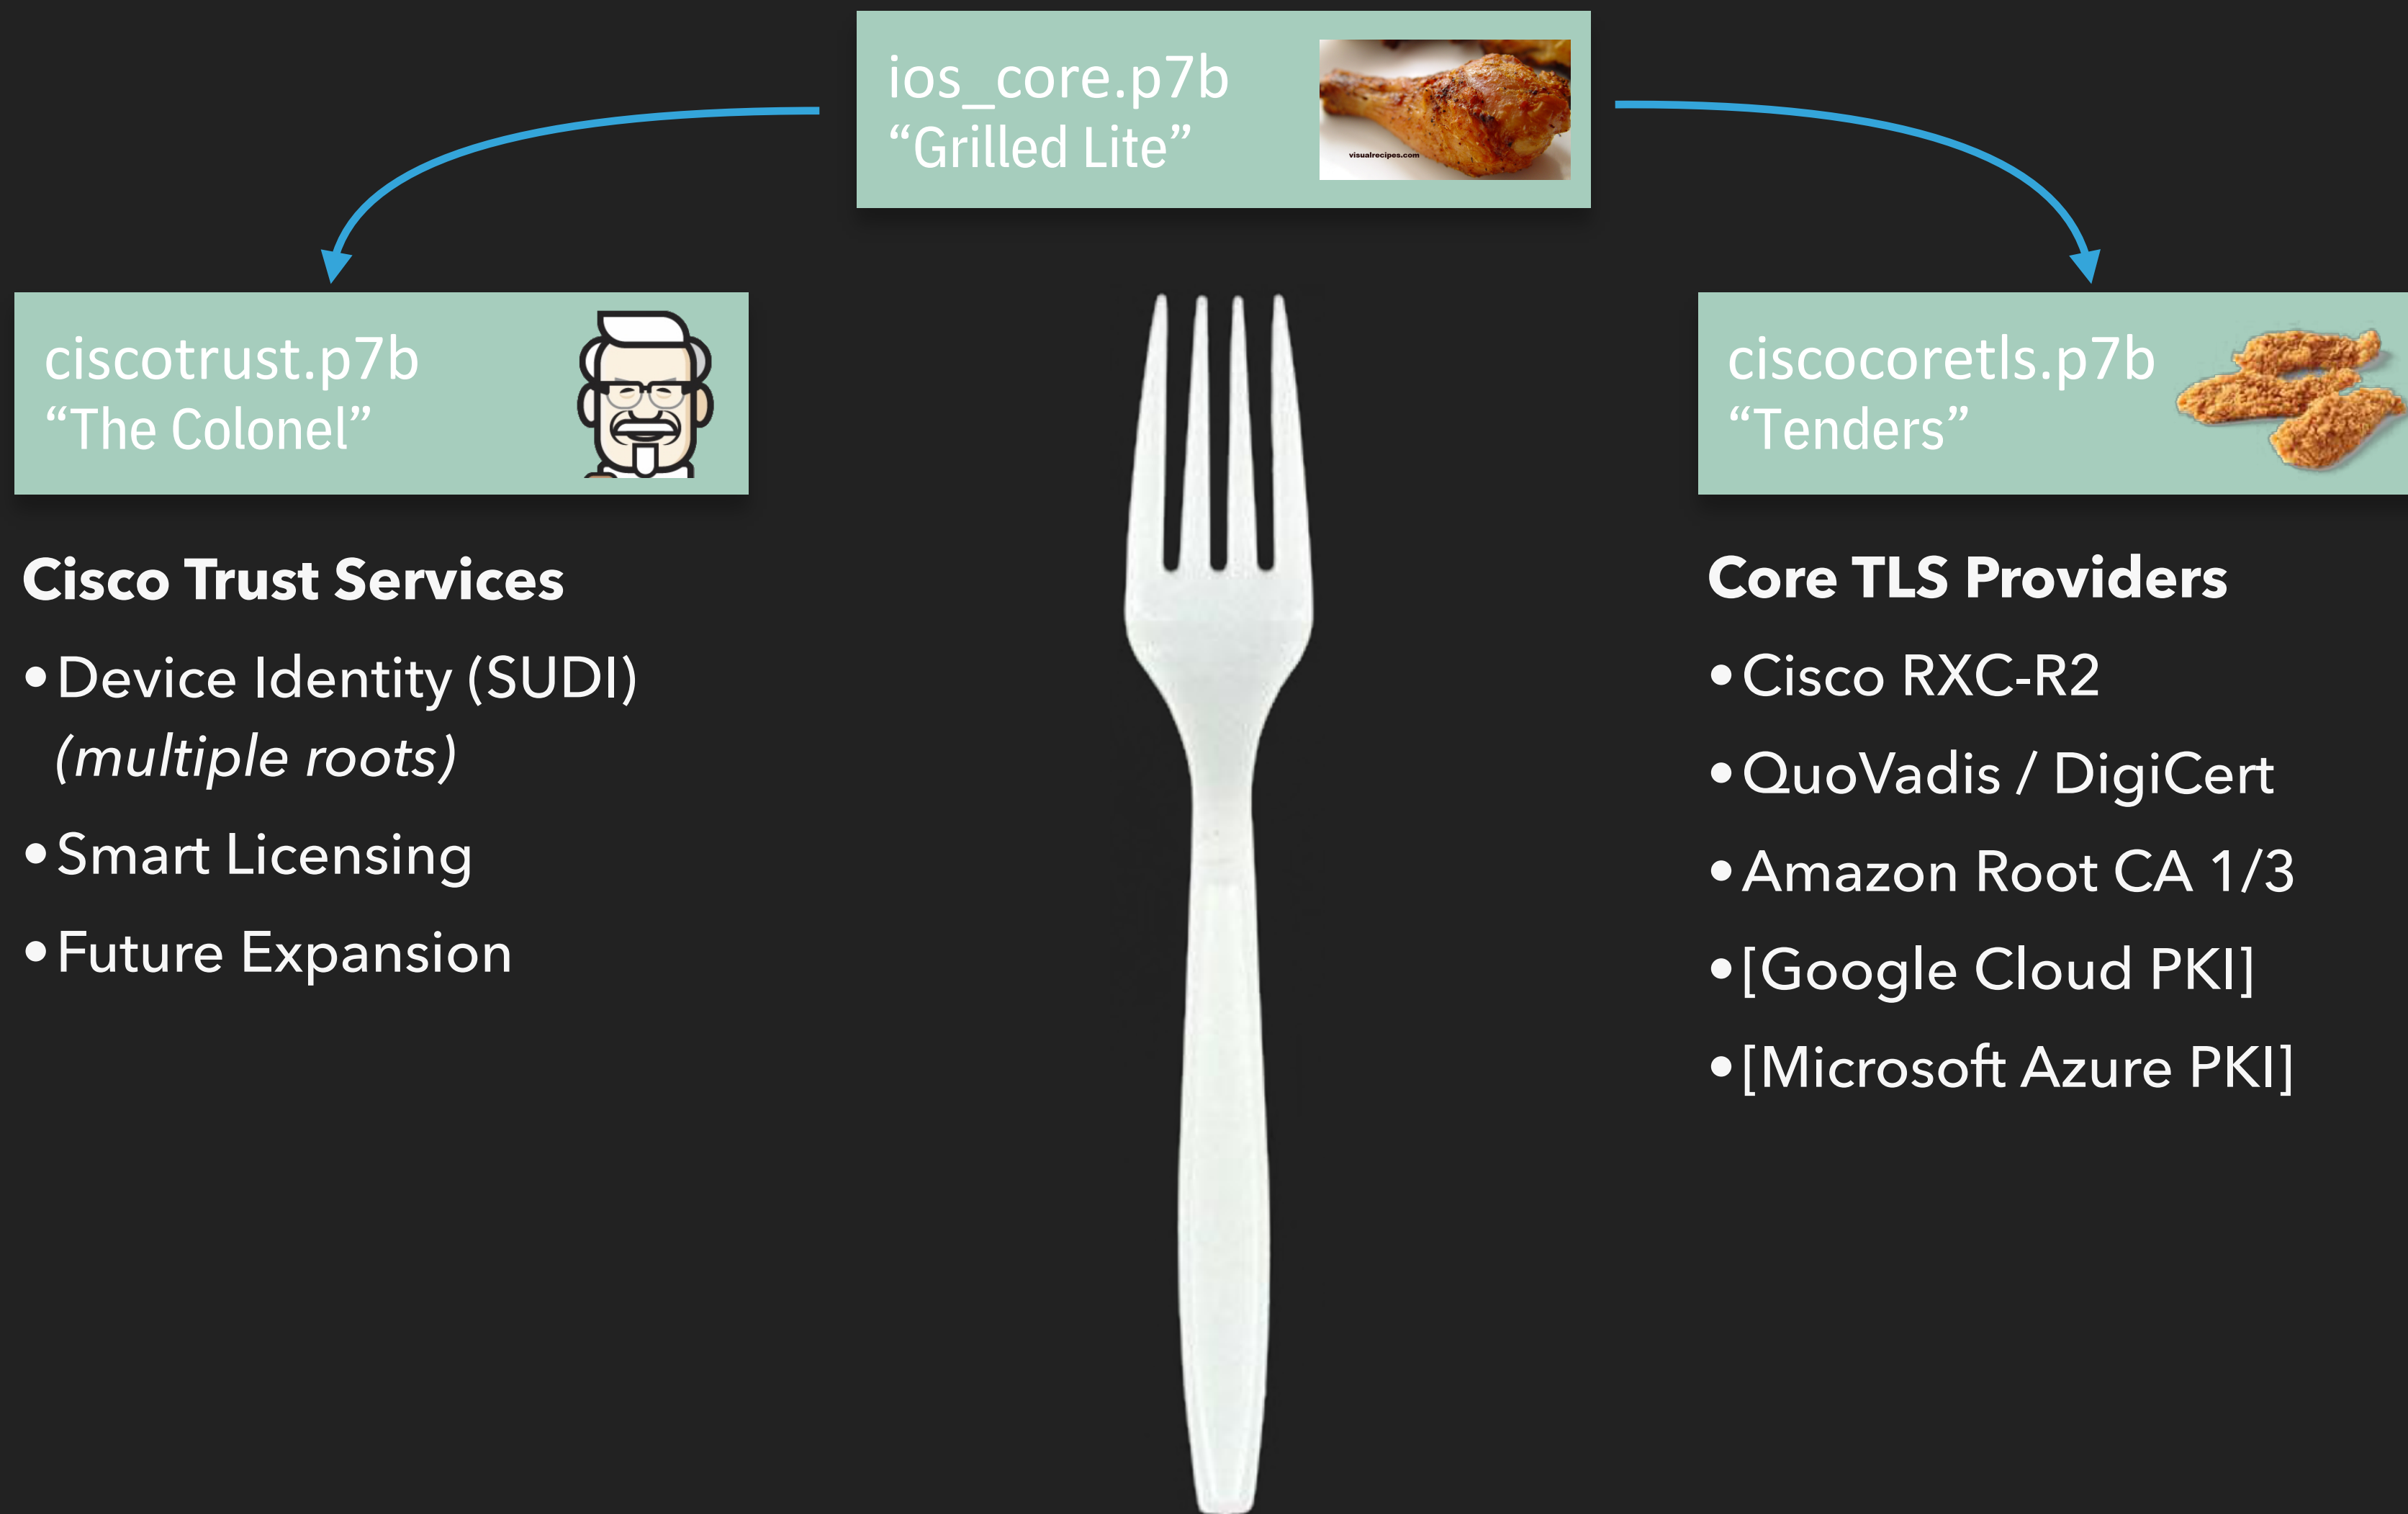 ios_core.p7b
“Grilled Lite”
visualrecipes.com
ciscotrust.p7b
“The Colonel”
Cisco Trust Services
•Device Identity (SUDI)
(multiple roots)
•Smart Licensing
•Future Expansion
ciscocoretls.p7b
“Tenders”
Core TLS Providers
•Cisco RXC-R2
•QuoVadis / DigiCert
•Amazon Root CA 1/3
•[Google Cloud PKI]
•[Microsoft Azure PKI]